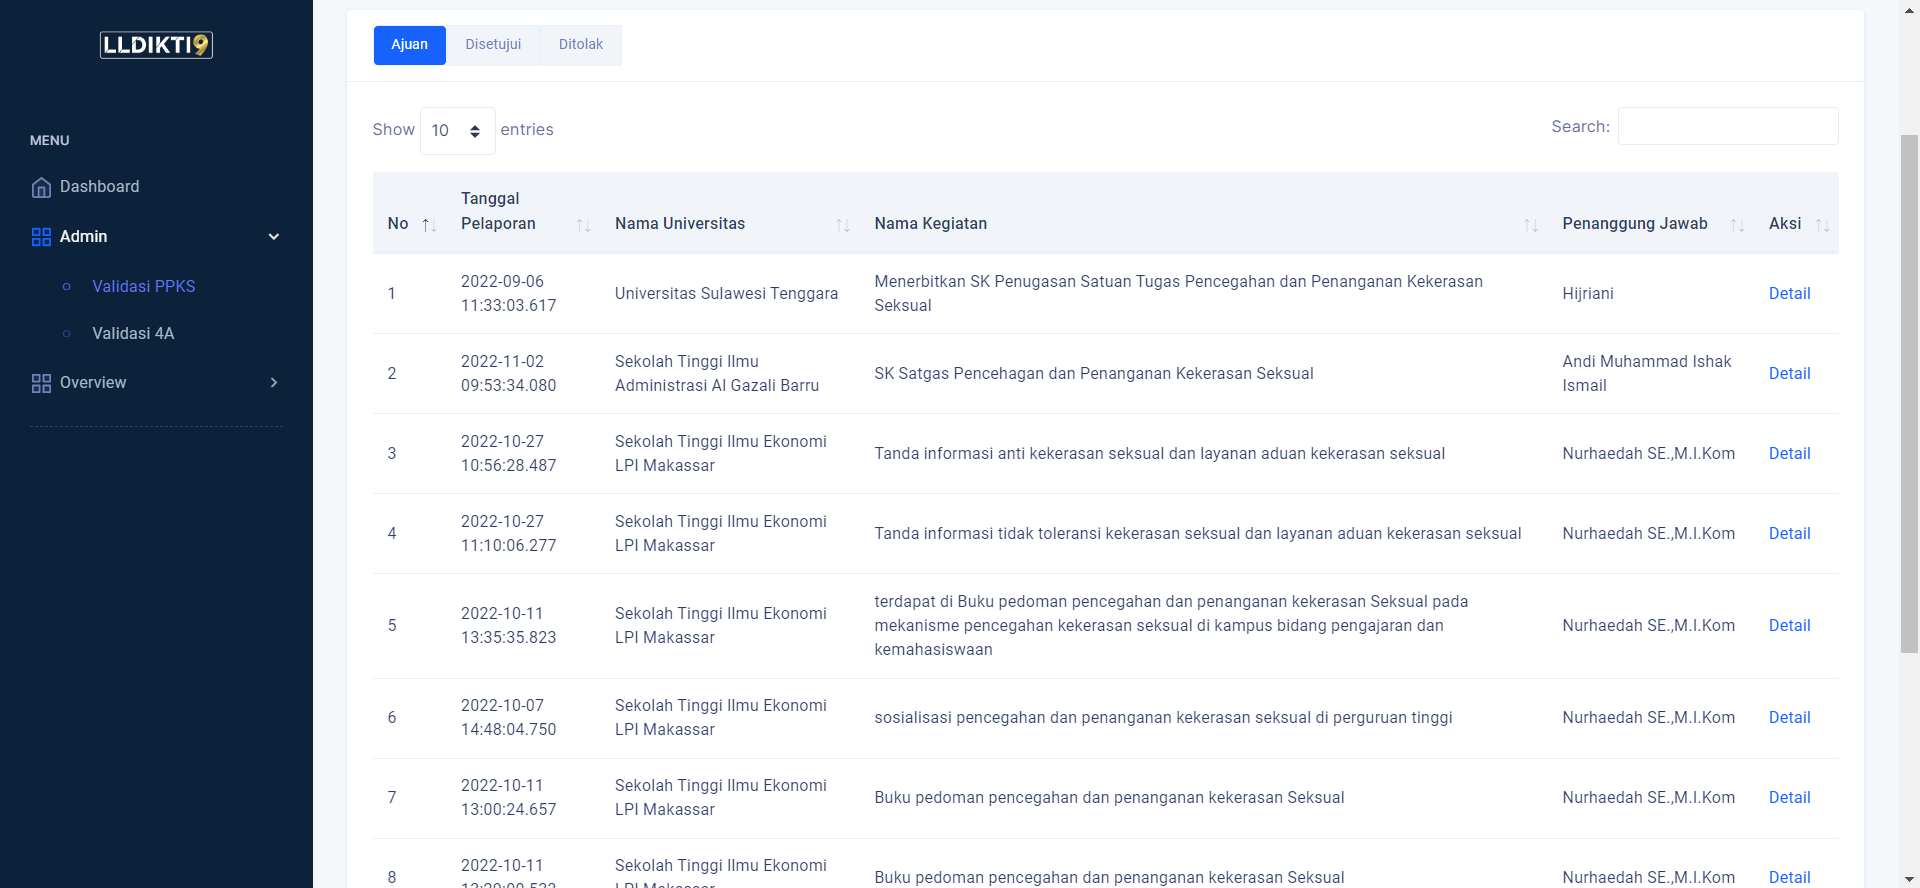 LLDIKTI9
MENU
Dashboard
Admin
Validasi PPKS
Validasi 4A
Overview
Ajuan Disetujui Ditolak
Show 10 entries
Search:
No Tanggal Pelaporan Nama Universitas Nama Kegiatan Penanggung Jawab Aksi
1
2022-09-06
11:33:03.617
Universitas Sulawesi Tenggara
Menerbitkan SK Penugasan Satuan Tugas Pencegahan dan Penanganan Kekerasan
Seksual
Hijriani
Detail
2
2022-11-02
09:53:34.080
Sekolah Tinggi Ilmu
Administrasi Al Gazali Barru
SK Satgas Pencehagan dan Penanganan Kekerasan Seksual
Andi Muhammad Ishak
Ismail
Detail
3
2022-10-27
10:56:28.487
Sekolah Tinggi Ilmu Ekonomi
LPI Makassar
Tanda informasi anti kekerasan seksual dan layanan aduan kekerasan seksual
Nurhaedah SE.,M.I.Kom
Detail
4
2022-10-27
11:10:06.277
Sekolah Tinggi Ilmu Ekonomi
LPI Makassar
Tanda informasi tidak toleransi kekerasan seksual dan layanan aduan kekerasan seksual
Nurhaedah SE.,M.I.Kom
Detail
5
2022-10-11
13:35:35.823
Sekolah Tinggi Ilmu Ekonomi
LPI Makassar
terdapat di Buku pedoman pencegahan dan penanganan kekerasan Seksual pada
mekanisme pencegahan kekerasan seksual di kampus bidang pengajaran dan
kemahasiswaan
Nurhaedah SE.,M.I.Kom
Detail
6
2022-10-07
14:48:04.750
Sekolah Tinggi Ilmu Ekonomi
LPI Makassar
sosialisasi pencegahan dan penanganan kekerasan seksual di perguruan tinggi
Nurhaedah SE.,M.I.Kom
Detail
7
2022-10-11
13:00:24.657
Sekolah Tinggi Ilmu Ekonomi
LPI Makassar
Buku pedoman pencegahan dan penanganan kekerasan Seksual
Nurhaedah SE.,M.I.Kom
Detail
8
2022-10-11
Sekolah Tinggi Ilmu Ekonomi
LPI Makassar
Buku pedoman pencegahan dan penanganan kekerasan Seksual
Nurhaedah SE.,M.I.Kom
Detail